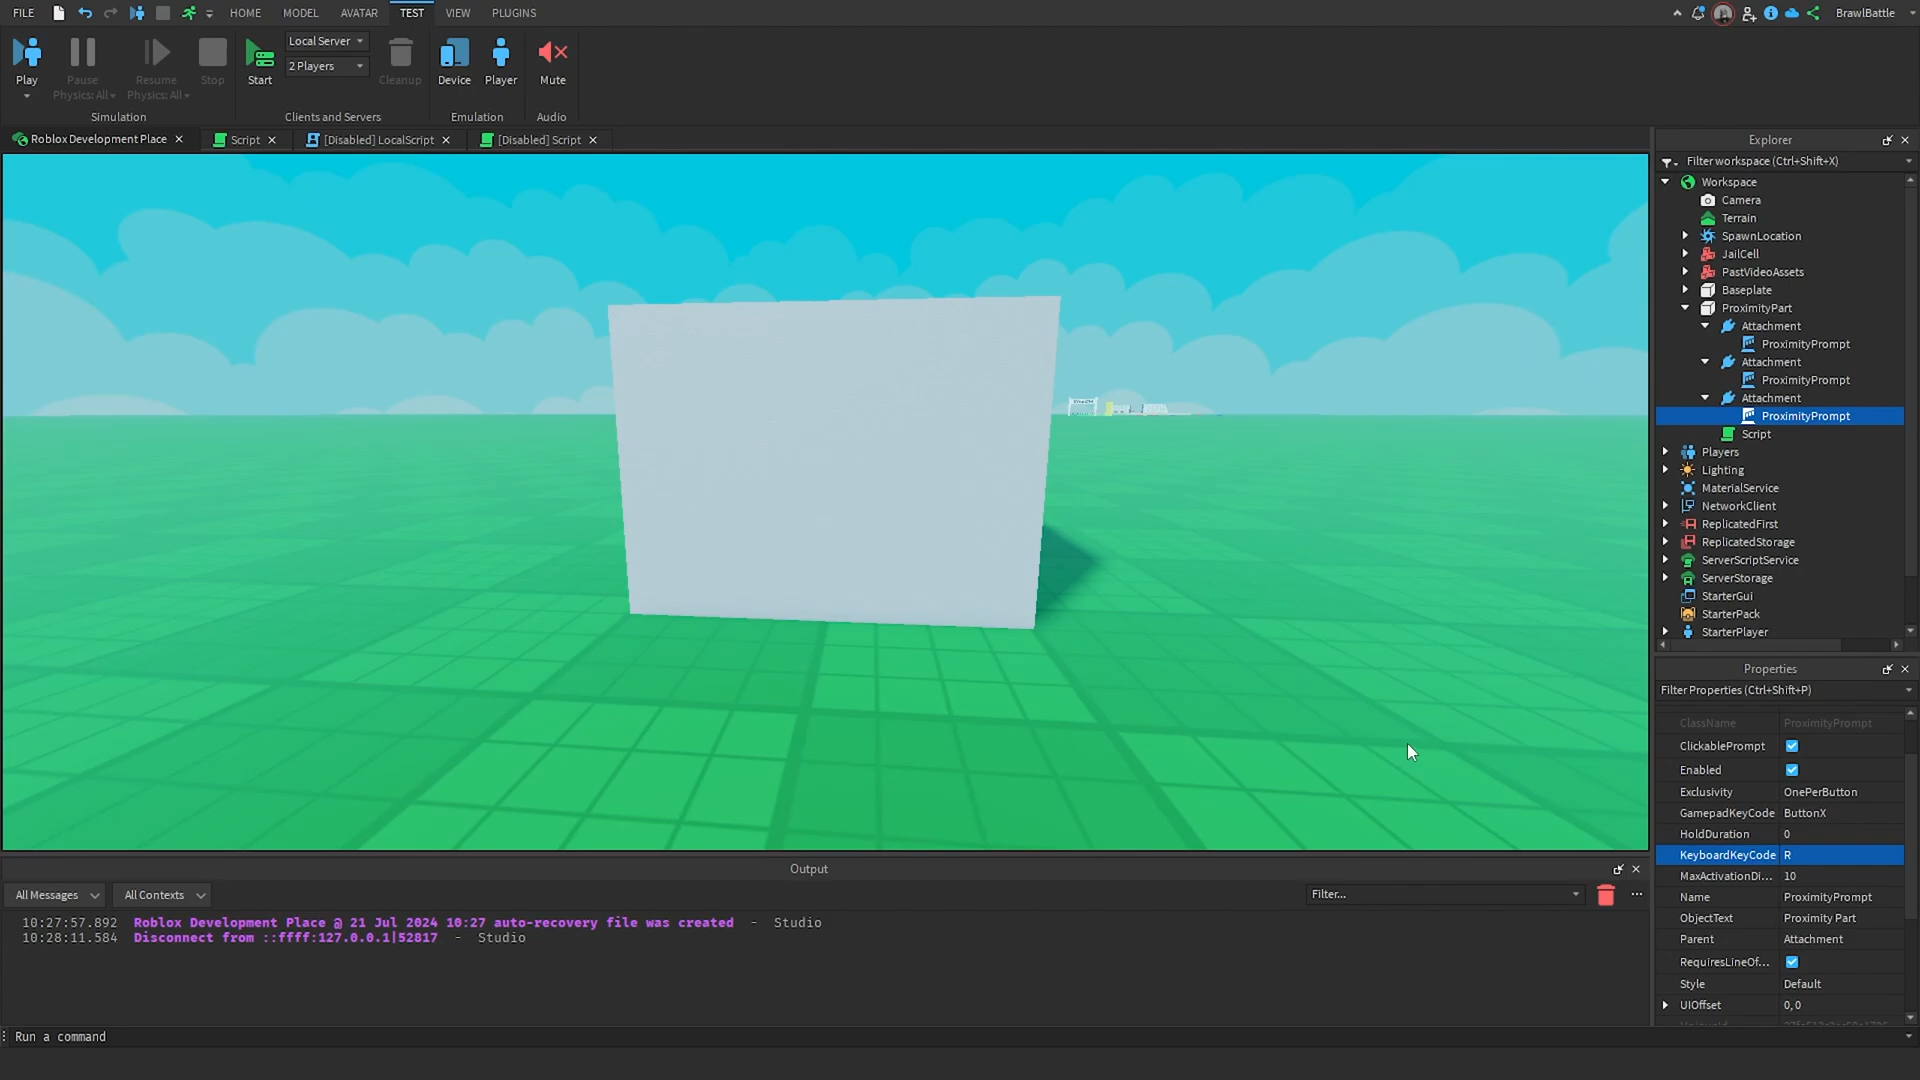 FILE HOME MODEL AVATAR TEST VIEW PLUGINS BrawlBattle
Play Pause Resume Stop Start Local Server 2 Players Cleanup Device Player Mute
Physics: All Physics: All
Simulation Clients and Servers Emulation Audio
Roblox Development Place Script [Disabled] LocalScript [Disabled] Script
Explorer
Filter workspace (Ctrl+Shift+X)
Workspace
Camera
Terrain
SpawnLocation
JailCell
PastVideoAssets
Baseplate
ProximityPart
Attachment
ProximityPrompt
Attachment
ProximityPrompt
Attachment
ProximityPrompt
Script
Players
Lighting
MaterialService
NetworkClient
ReplicatedFirst
ReplicatedStorage
ServerScriptService
ServerStorage
StarterGui
StarterPack
StarterPlayer
Properties
Filter Properties (Ctrl+Shift+P)
ClassName ProximityPrompt
ClickablePrompt
Enabled
Exclusivity OnePerButton
GamepadKeyCode ButtonX
HoldDuration 0
KeyboardKeyCode R
MaxActivationDi... 10
Name ProximityPrompt
ObjectText Proximity Part
Parent Attachment
RequiresLineOf...
Style Default
UIOffset 0, 0
Output
All Messages All Contexts Filter...
10:27:57.892 Roblox Development Place @ 21 Jul 2024 10:27 auto-recovery file was created - Studio
10:28:11.584 Disconnect from ::ffff:127.0.0.1|52817 - Studio
Run a command